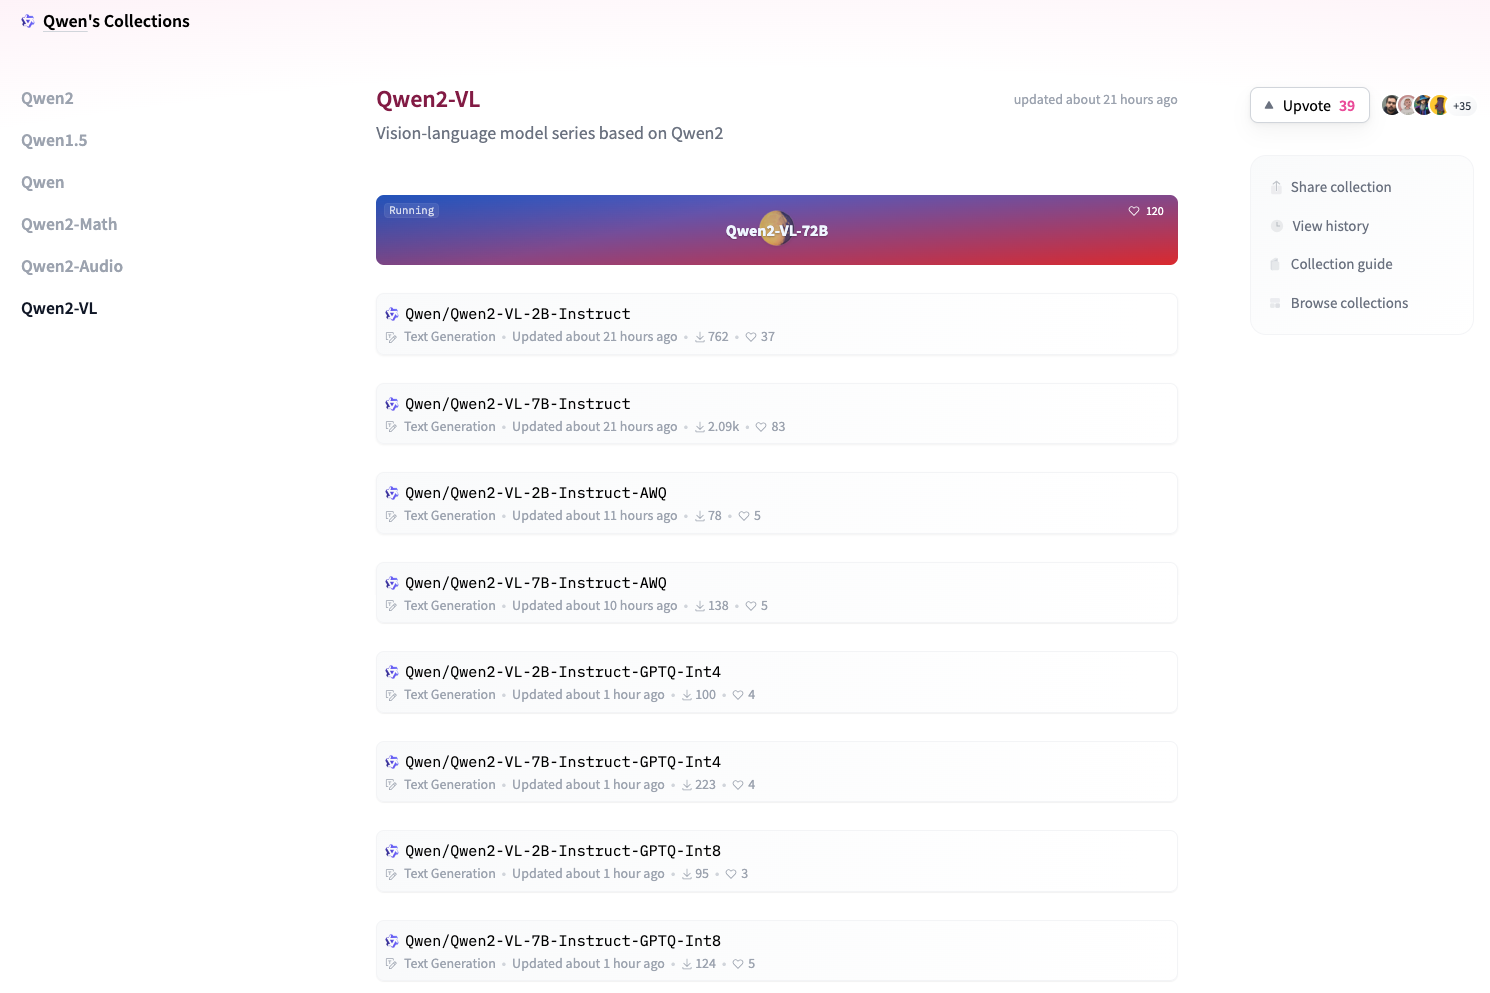 Qwen's Collections
Qwen2
Qwen1.5
Qwen
Qwen2-Math
Qwen2-Audio
Qwen2-VL
Qwen2-VL
updated about 21 hours ago
Vision-language model series based on Qwen2
Running
120
Qwen2-VL-72B
Qwen/Qwen2-VL-2B-Instruct
Text Generation • Updated about 21 hours ago • 762 • 37
Qwen/Qwen2-VL-7B-Instruct
Text Generation • Updated about 21 hours ago • 2.09k • 83
Qwen/Qwen2-VL-2B-Instruct-AWQ
Text Generation • Updated about 11 hours ago • 78 • 5
Qwen/Qwen2-VL-7B-Instruct-AWQ
Text Generation • Updated about 10 hours ago • 138 • 5
Qwen/Qwen2-VL-2B-Instruct-GPTQ-Int4
Text Generation • Updated about 1 hour ago • 100 • 4
Qwen/Qwen2-VL-7B-Instruct-GPTQ-Int4
Text Generation • Updated about 1 hour ago • 223 • 4
Qwen/Qwen2-VL-2B-Instruct-GPTQ-Int8
Text Generation • Updated about 1 hour ago • 95 • 3
Qwen/Qwen2-VL-7B-Instruct-GPTQ-Int8
Text Generation • Updated about 1 hour ago • 124 • 5
Upvote 39
+35
Share collection
View history
Collection guide
Browse collections